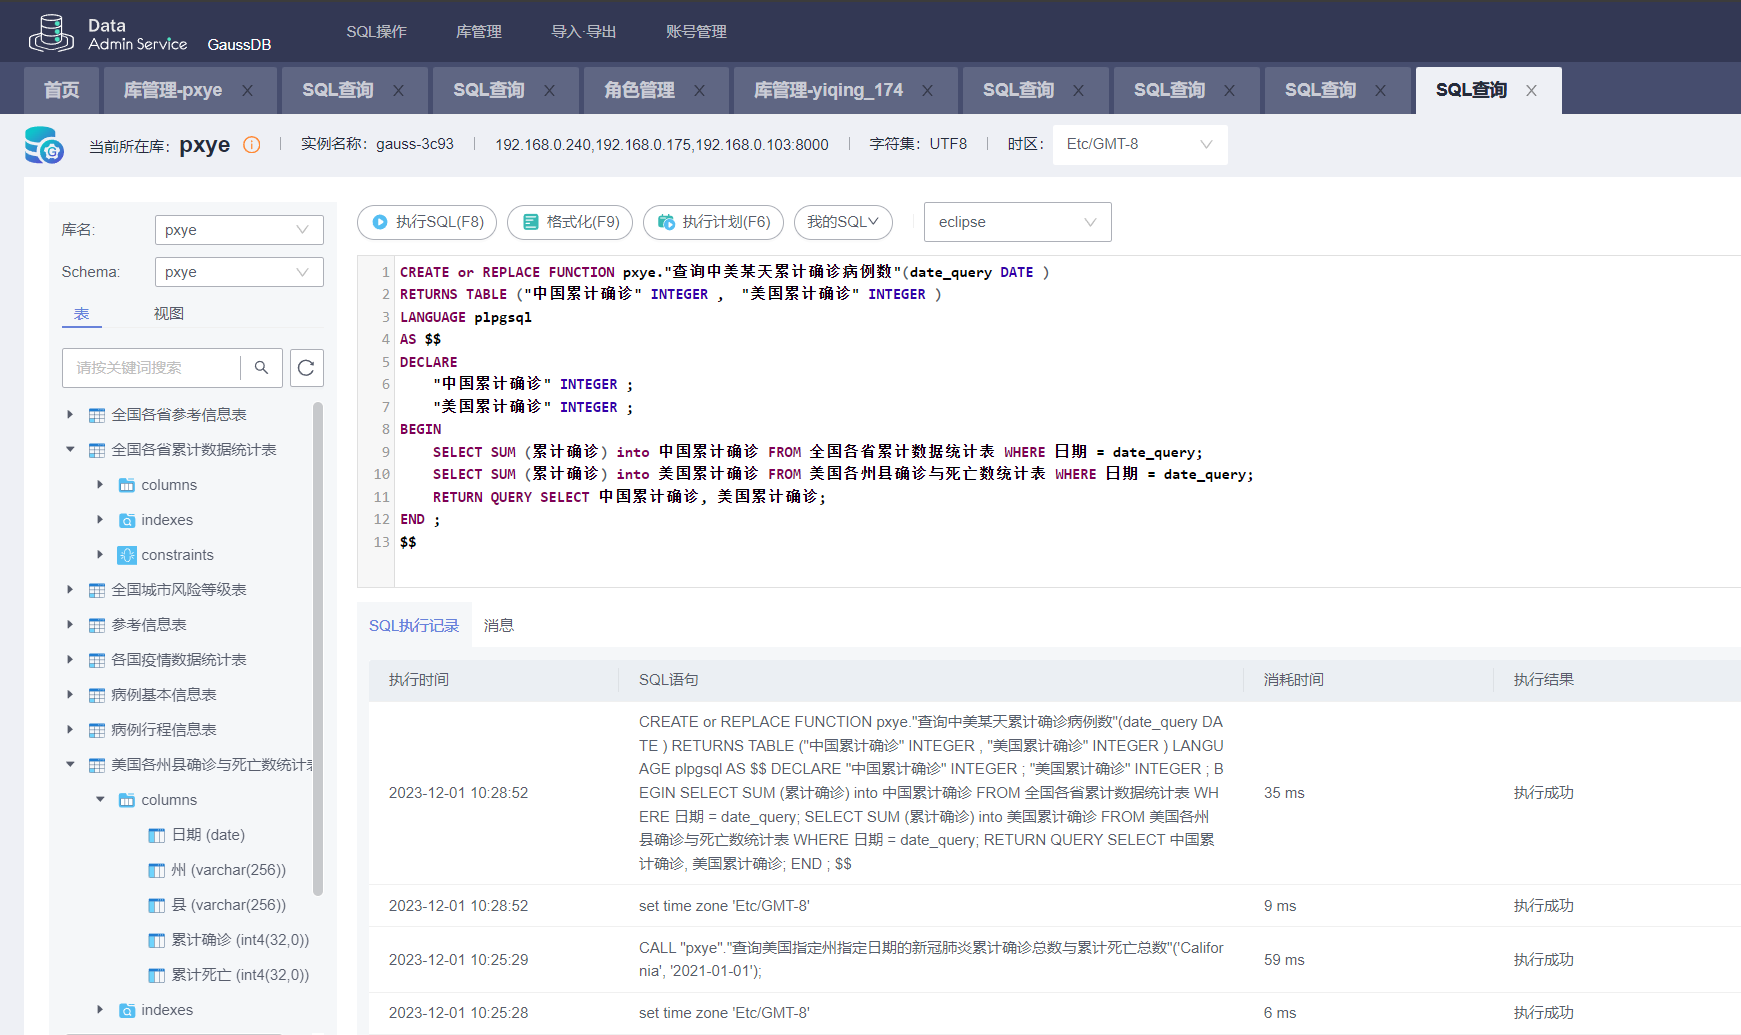 Data
Admin Service GaussDB
SQL操作 库管理 导入·导出 账号管理
首页 库管理-pxye SQL查询 SQL查询 角色管理 库管理-yiqing_174 SQL查询 SQL查询 SQL查询 SQL查询
当前所在库: pxye 实例名称: gauss-3c93 192.168.0.240,192.168.0.175,192.168.0.103:8000 字符集: UTF8 时区: Etc/GMT-8
库名: pxye
Schema: pxye
表 视图
请按关键词搜索
全国各省参考信息表
全国各省累计数据统计表
columns
indexes
constraints
全国城市风险等级表
参考信息表
各国疫情数据统计表
病例基本信息表
病例行程信息表
美国各州县确诊与死亡数统计表
columns
日期 (date)
州 (varchar(256))
县 (varchar(256))
累计确诊 (int4(32,0))
累计死亡 (int4(32,0))
indexes
执行SQL(F8) 格式化(F9) 执行计划(F6) 我的SQL eclipse
1 CREATE or REPLACE FUNCTION pxye."查询中美某天累计确诊病例数"(date_query DATE )
2 RETURNS TABLE ("中国累计确诊" INTEGER , "美国累计确诊" INTEGER )
3 LANGUAGE plpgsql
4 AS $$
5 DECLARE
6 "中国累计确诊" INTEGER ;
7 "美国累计确诊" INTEGER ;
8 BEGIN
9 SELECT SUM (累计确诊) into 中国累计确诊 FROM 全国各省累计数据统计表 WHERE 日期 = date_query;
10 SELECT SUM (累计确诊) into 美国累计确诊 FROM 美国各州县确诊与死亡数统计表 WHERE 日期 = date_query;
11 RETURN QUERY SELECT 中国累计确诊, 美国累计确诊;
12 END ;
13 $$
SQL执行记录 消息
执行时间 SQL语句 消耗时间 执行结果
CREATE or REPLACE FUNCTION pxye."查询中美某天累计确诊病例数"(date_query DA
TE ) RETURNS TABLE ("中国累计确诊" INTEGER , "美国累计确诊" INTEGER ) LANGU
AGE plpgsql AS $$ DECLARE "中国累计确诊" INTEGER ; "美国累计确诊" INTEGER ; B
2023-12-01 10:28:52 EGIN SELECT SUM (累计确诊) into 中国累计确诊 FROM 全国各省累计数据统计表 WH 35 ms 执行成功
ERE 日期 = date_query; SELECT SUM (累计确诊) into 美国累计确诊 FROM 美国各州
县确诊与死亡数统计表 WHERE 日期 = date_query; RETURN QUERY SELECT 中国累
计确诊, 美国累计确诊; END ; $$
2023-12-01 10:28:52 set time zone 'Etc/GMT-8' 9 ms 执行成功
CALL "pxye"."查询美国指定州指定日期的新冠肺炎累计确诊总数与累计死亡总数"('Califor
2023-12-01 10:25:29 nia', '2021-01-01'); 59 ms 执行成功
2023-12-01 10:25:28 set time zone 'Etc/GMT-8' 6 ms 执行成功